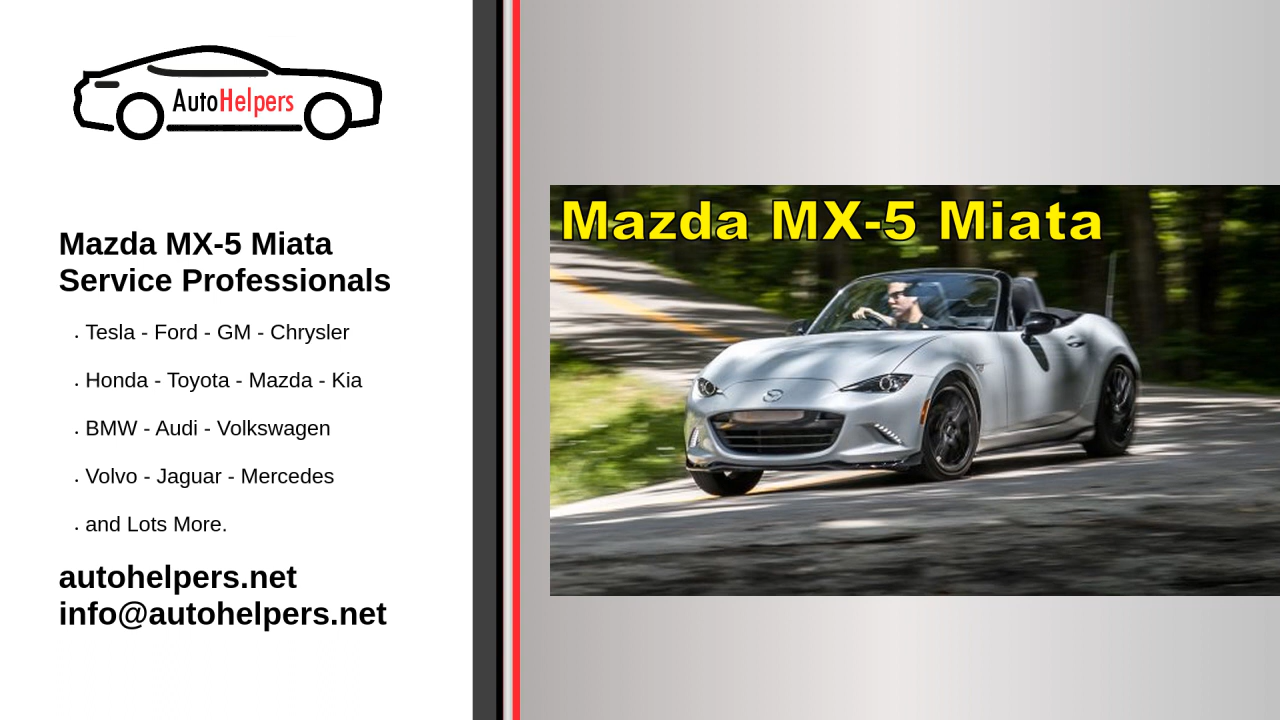 AutoHelpers
Mazda MX-5 Miata
Service Professionals
. Tesla - Ford - GM - Chrysler
. Honda - Toyota - Mazda - Kia
. BMW - Audi - Volkswagen
. Volvo - Jaguar - Mercedes
. and Lots More.
autohelpers.net
info@autohelpers.net
Mazda MX-5 Miata